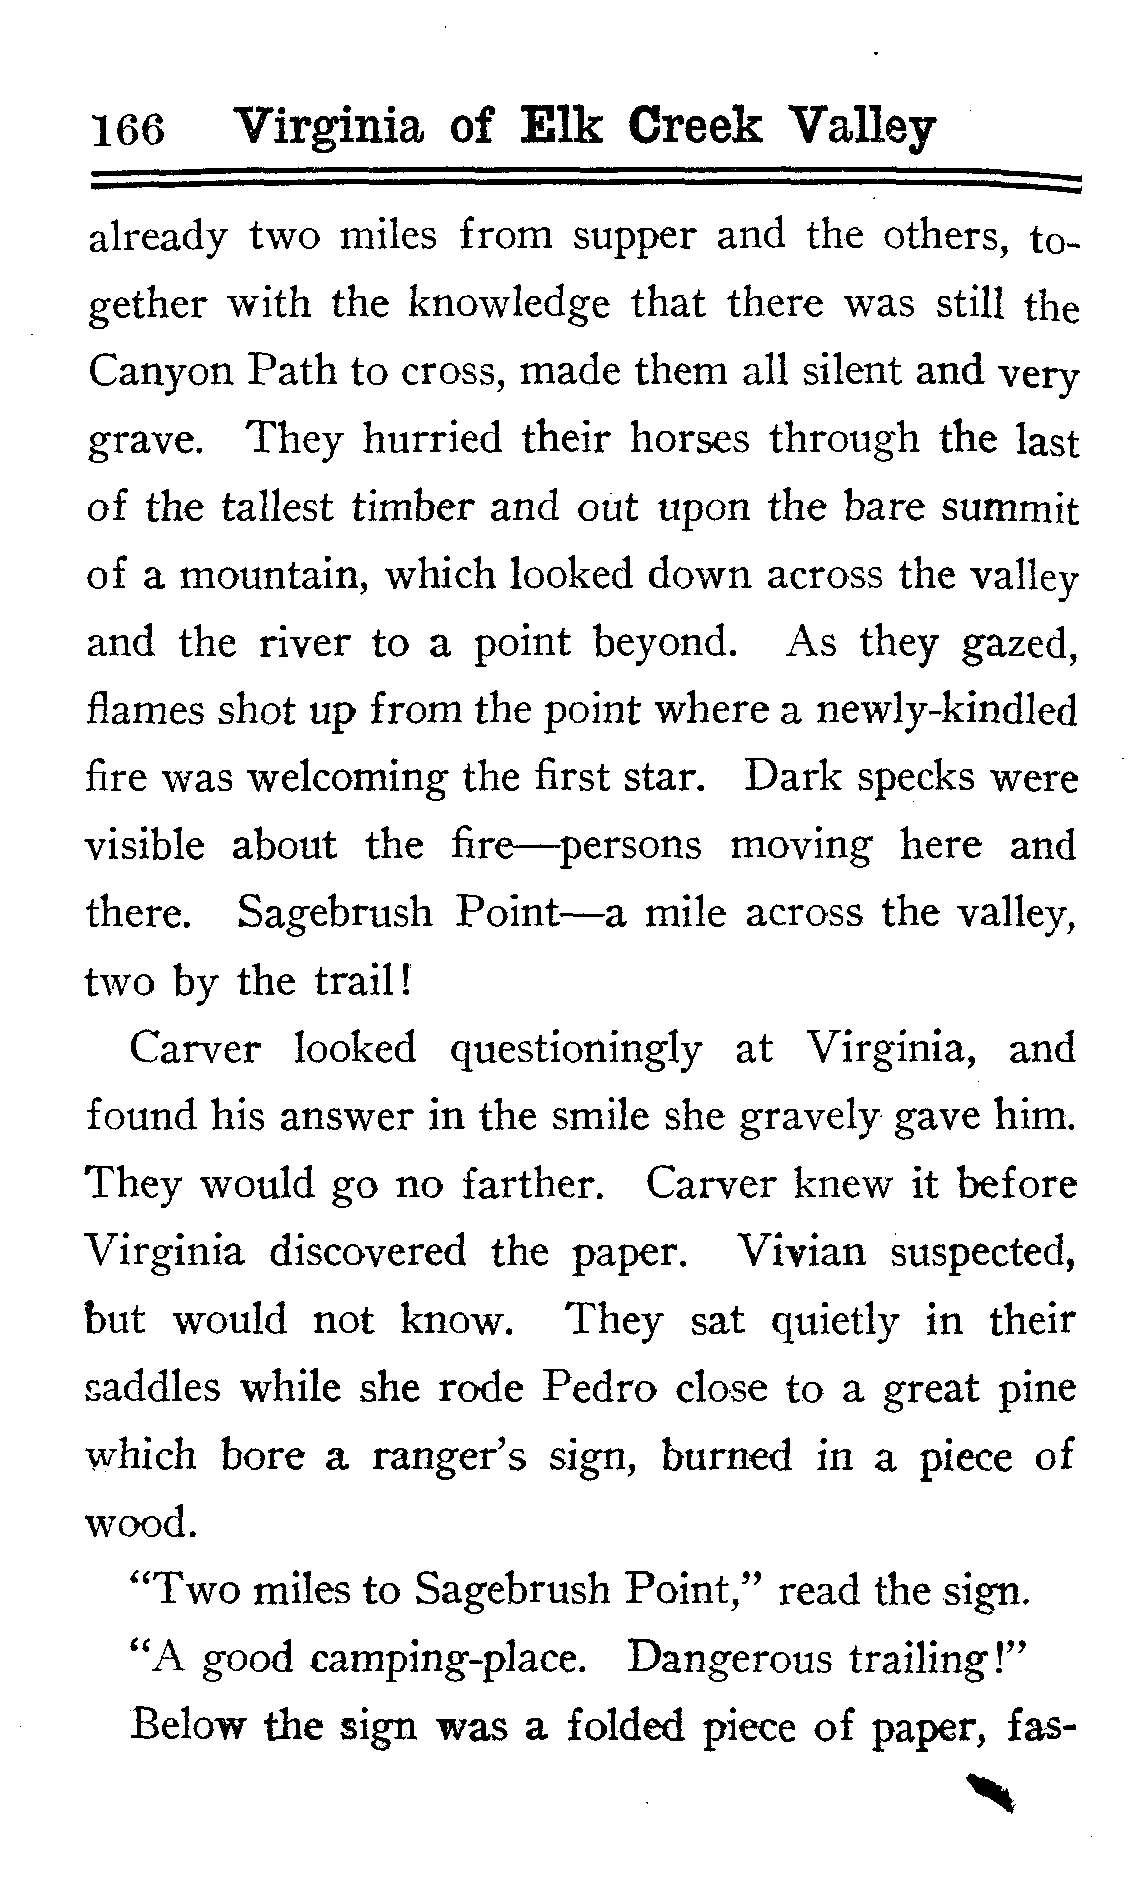 166 Virginia of Elk Creek Valley
already two miles from supper and the others, to-
gether with the knowledge that there was still the
Canyon Path to cross, made them all silent and very
grave. They hurried their horses through the last
of the tallest timber and out upon the bare summit
of a mountain, which looked down across the valley
and the river to a point beyond. As they gazed,
flames shot up from the point where a newly-kindled
fire was welcoming the first star. Dark specks were
visible about the fire—persons moving here and
there. Sagebrush Point—a mile across the valley,
two by the trail!
Carver looked questioningly at Virginia, and
found his answer in the smile she gravely gave him.
They would go no farther. Carver knew it before
Virginia discovered the paper. Vivian suspected,
but would not know. They sat quietly in their
saddles while she rode Pedro close to a great pine
which bore a ranger's sign, burned in a piece of
wood.
“Two miles to Sagebrush Point,” read the sign.
“A good camping-place. Dangerous trailing!”
Below the sign was a folded piece of paper, fas-